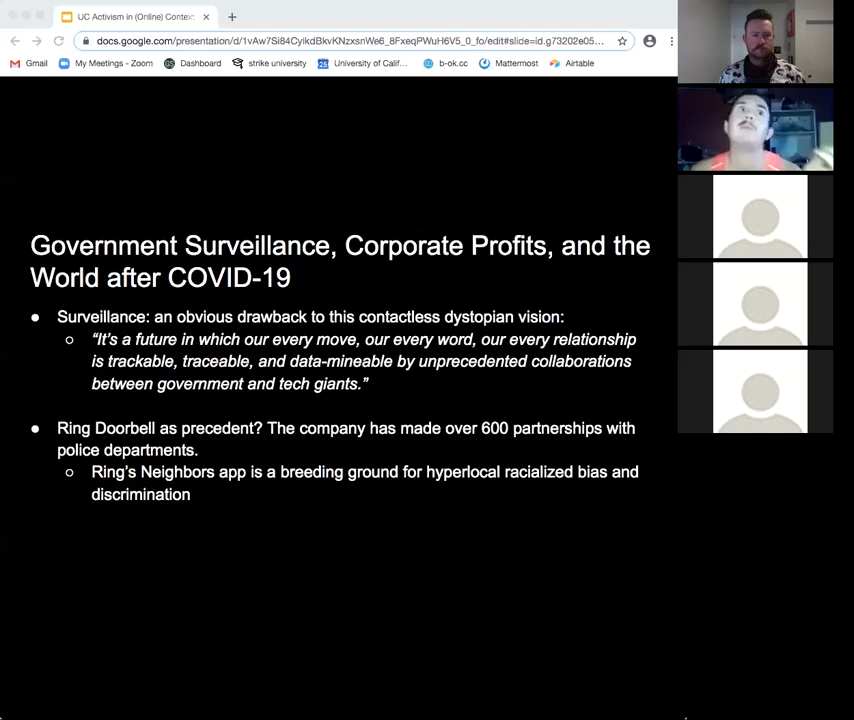 UC Activism in (Online) Contex
docs.google.com/presentation/d/1vAw7Si84CyikdBkvKNzxsnWe6_8FxeqPWuH6V5_0_fo/edit#slide=id.g73202e05...
Gmail My Meetings - Zoom Dashboard strike university 25 University of Calif... b-ok.cc Mattermost Airtable
Government Surveillance, Corporate Profits, and the
World after COVID-19
● Surveillance: an obvious drawback to this contactless dystopian vision:
○ “It’s a future in which our every move, our every word, our every relationship
is trackable, traceable, and data-mineable by unprecedented collaborations
between government and tech giants.”
● Ring Doorbell as precedent? The company has made over 600 partnerships with
police departments.
○ Ring’s Neighbors app is a breeding ground for hyperlocal racialized bias and
discrimination